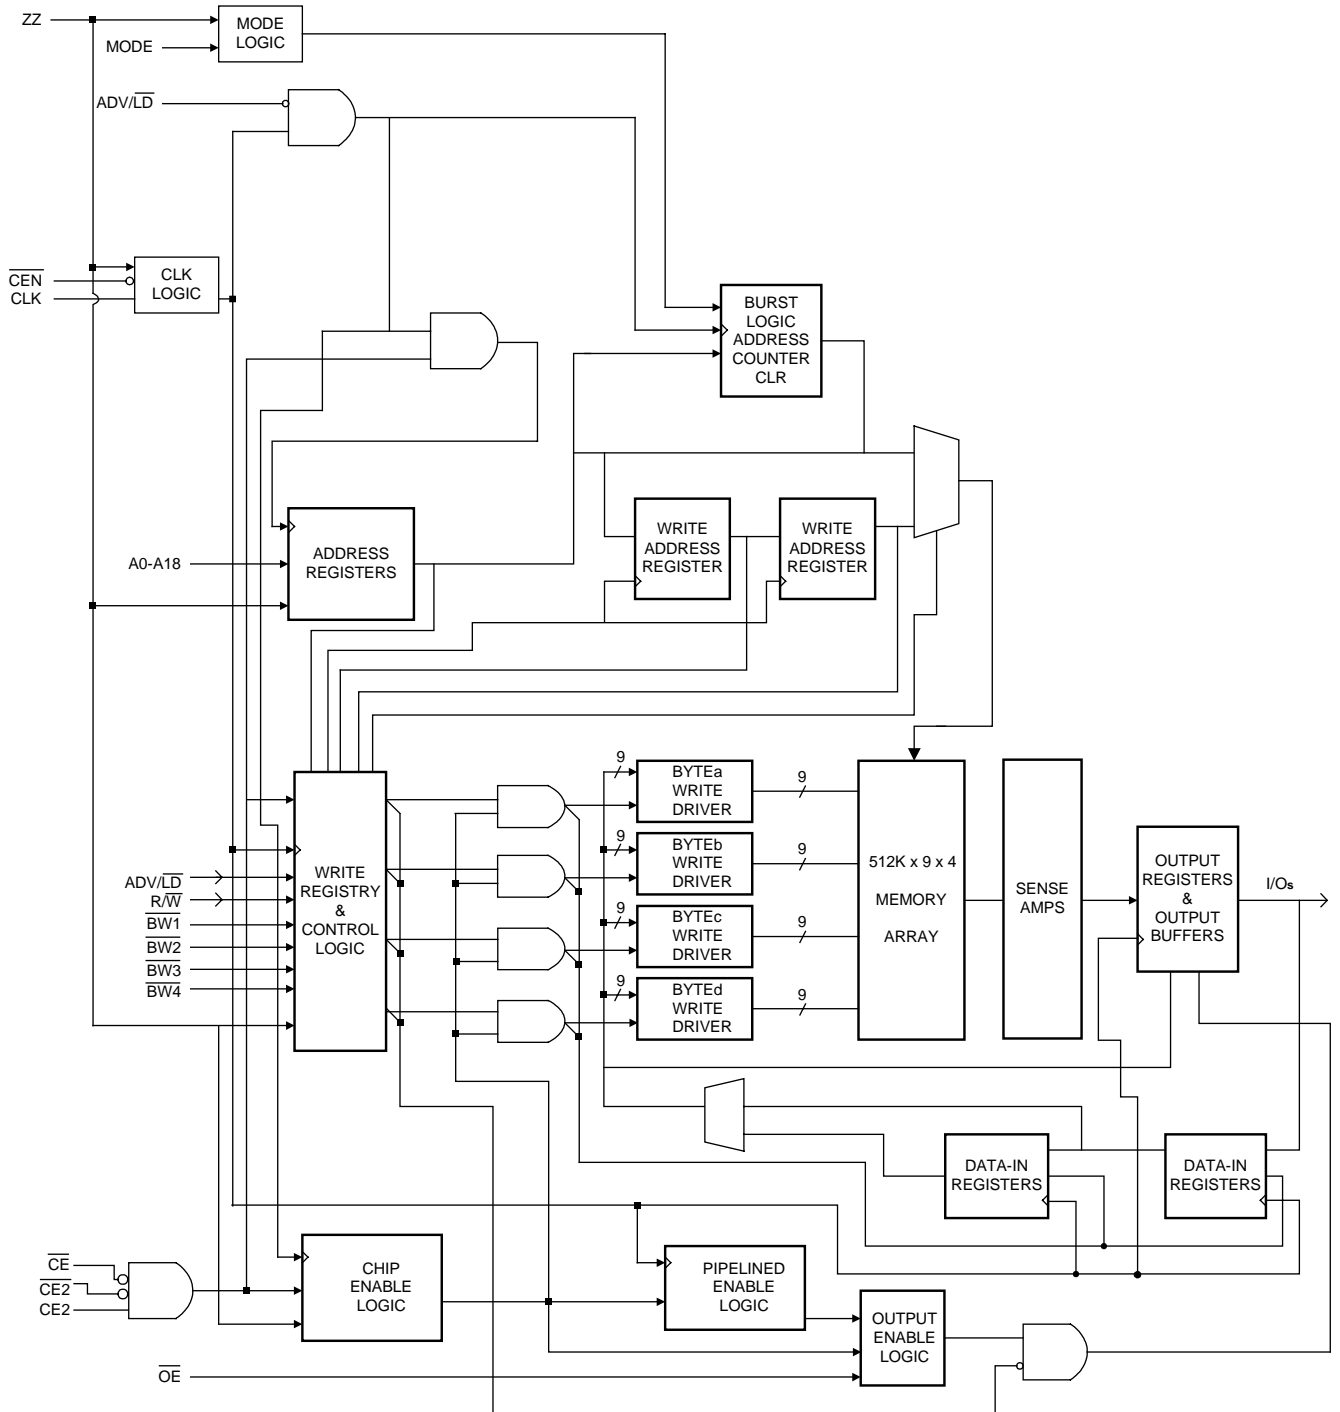 ZZ
MODE
MODE
LOGIC
ADV/LD
CEN
CLK
CLK
LOGIC
BURST
LOGIC
ADDRESS
COUNTER
CLR
A0-A18
ADDRESS
REGISTERS
WRITE
ADDRESS
REGISTER
WRITE
ADDRESS
REGISTER
ADV/LD
R/W
BW1
BW2
BW3
BW4
WRITE
REGISTRY
&
CONTROL
LOGIC
9
BYTEa
WRITE
DRIVER
9
9
BYTEb
WRITE
DRIVER
9
9
BYTEc
WRITE
DRIVER
9
9
BYTEd
WRITE
DRIVER
9
512K x 9 x 4
MEMORY
ARRAY
SENSE
AMPS
OUTPUT
REGISTERS
&
OUTPUT
BUFFERS
I/Os
DATA-IN
REGISTERS
DATA-IN
REGISTERS
CE
CE2
CE2
CHIP
ENABLE
LOGIC
PIPELINED
ENABLE
LOGIC
OUTPUT
ENABLE
LOGIC
OE